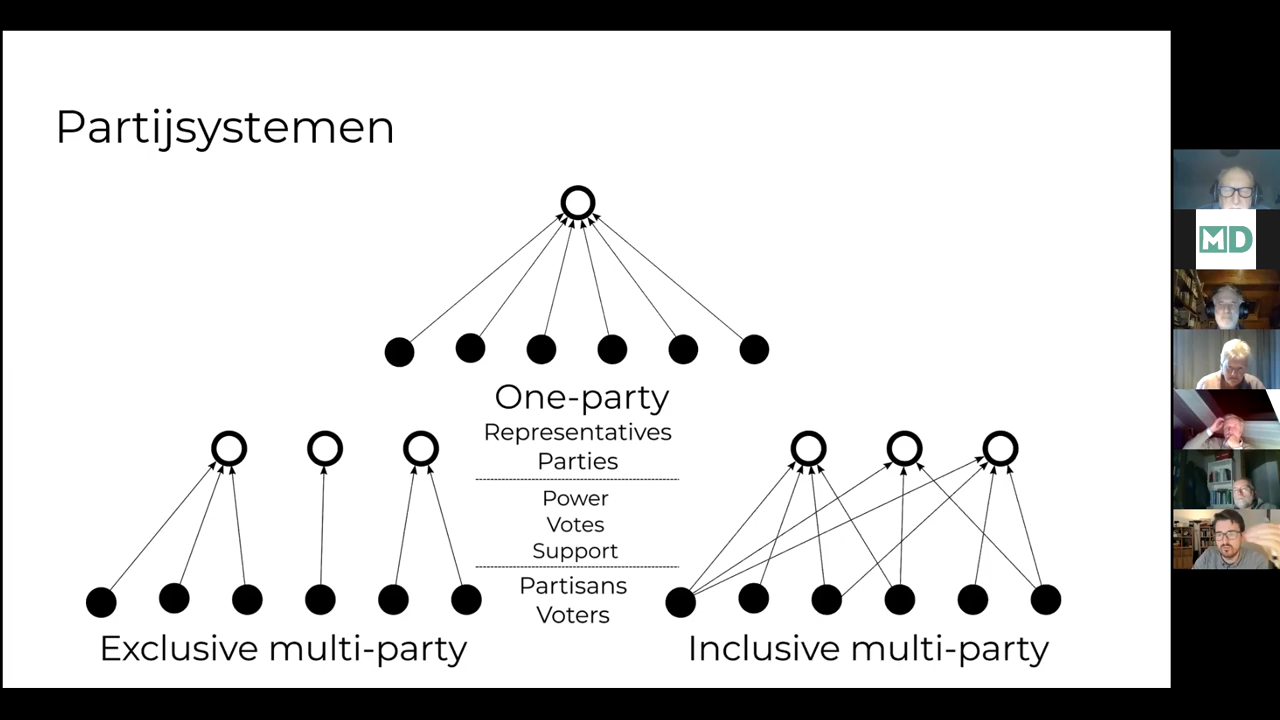 Partijsystemen
One-party
Representatives
Parties
Power
Votes
Support
Partisans
Voters
Exclusive multi-party
Inclusive multi-party
MD